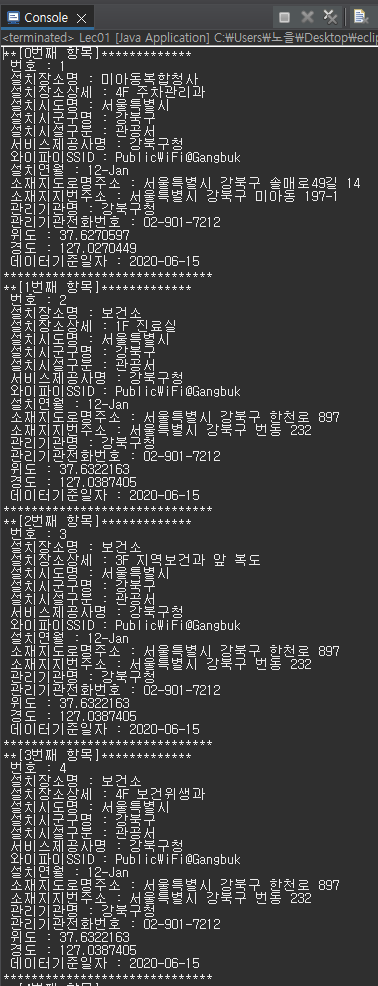 Console
<terminated> Lec01 [Java Application] C:\Users\노을\Desktop\eclip
**[0번째 항목]*************
번호 : 1
설치장소명 : 미아동복합청사
설치장소상세 : 4F 주차관리과
설치시도명 : 서울특별시
설치시군구명 : 강북구
설치시설구분 : 관공서
서비스제공사명 : 강북구청
와이파이SSID : PublicWiFi@Gangbuk
설치연월 : 12-Jan
소재지도로명주소 : 서울특별시 강북구 솔매로49길 14
소재지지번주소 : 서울특별시 강북구 미아동 197-1
관리기관명 : 강북구청
관리기관전화번호 : 02-901-7212
위도 : 37.6270597
경도 : 127.0270449
데이터기준일자 : 2020-06-15
******************************
**[1번째 항목]*************
번호 : 2
설치장소명 : 보건소
설치장소상세 : 1F 진료실
설치시도명 : 서울특별시
설치시군구명 : 강북구
설치시설구분 : 관공서
서비스제공사명 : 강북구청
와이파이SSID : PublicWiFi@Gangbuk
설치연월 : 12-Jan
소재지도로명주소 : 서울특별시 강북구 한천로 897
소재지지번주소 : 서울특별시 강북구 번동 232
관리기관명 : 강북구청
관리기관전화번호 : 02-901-7212
위도 : 37.6322163
경도 : 127.0387405
데이터기준일자 : 2020-06-15
******************************
**[2번째 항목]*************
번호 : 3
설치장소명 : 보건소
설치장소상세 : 3F 지역보건과 앞 복도
설치시도명 : 서울특별시
설치시군구명 : 강북구
설치시설구분 : 관공서
서비스제공사명 : 강북구청
와이파이SSID : PublicWiFi@Gangbuk
설치연월 : 12-Jan
소재지도로명주소 : 서울특별시 강북구 한천로 897
소재지지번주소 : 서울특별시 강북구 번동 232
관리기관명 : 강북구청
관리기관전화번호 : 02-901-7212
위도 : 37.6322163
경도 : 127.0387405
데이터기준일자 : 2020-06-15
******************************
**[3번째 항목]*************
번호 : 4
설치장소명 : 보건소
설치장소상세 : 4F 보건위생과
설치시도명 : 서울특별시
설치시군구명 : 강북구
설치시설구분 : 관공서
서비스제공사명 : 강북구청
와이파이SSID : PublicWiFi@Gangbuk
설치연월 : 12-Jan
소재지도로명주소 : 서울특별시 강북구 한천로 897
소재지지번주소 : 서울특별시 강북구 번동 232
관리기관명 : 강북구청
관리기관전화번호 : 02-901-7212
위도 : 37.6322163
경도 : 127.0387405
데이터기준일자 : 2020-06-15
******************************